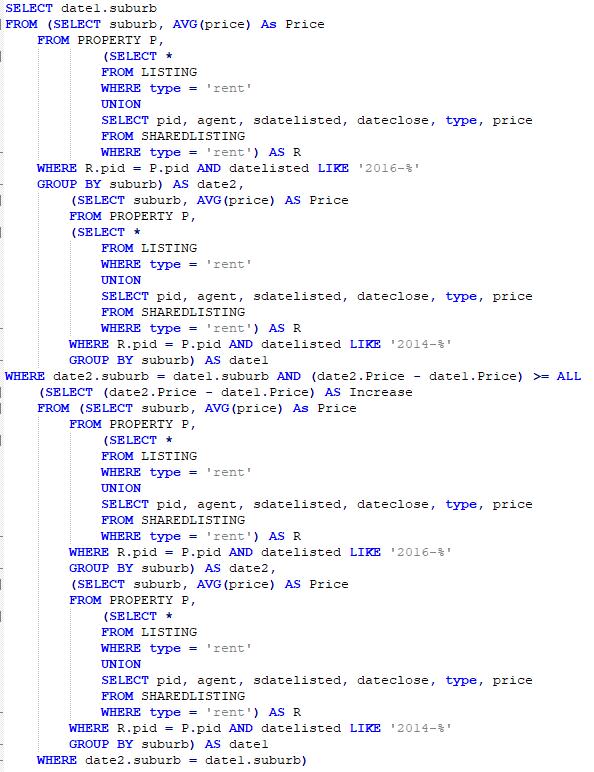 SELECT date1.suburb
FROM (SELECT suburb, AVG(price) As Price
FROM PROPERTY P,
(SELECT *
FROM LISTING
WHERE type = 'rent'
UNION
SELECT pid, agent, sdatelisted, dateclose, type, price
FROM SHAREDLISTING
WHERE type = 'rent') AS R
WHERE R.pid = P.pid AND datelisted LIKE '2016-%'
GROUP BY suburb) AS date2,
(SELECT suburb, AVG(price) AS Price
FROM PROPERTY P,
(SELECT *
FROM LISTING
WHERE type = 'rent'
UNION
SELECT pid, agent, sdatelisted, dateclose, type, price
FROM SHAREDLISTING
WHERE type = 'rent') AS R
WHERE R.pid = P.pid AND datelisted LIKE '2014-%'
GROUP BY suburb) AS date1
WHERE date2.suburb = date1.suburb AND (date2.Price - date1.Price) >= ALL
(SELECT (date2.Price - date1.Price) AS Increase
FROM (SELECT suburb, AVG(price) As Price
FROM PROPERTY P,
(SELECT *
FROM LISTING
WHERE type = 'rent'
UNION
SELECT pid, agent, sdatelisted, dateclose, type, price
FROM SHAREDLISTING
WHERE type = 'rent') AS R
WHERE R.pid = P.pid AND datelisted LIKE '2016-%'
GROUP BY suburb) AS date2,
(SELECT suburb, AVG(price) AS Price
FROM PROPERTY P,
(SELECT *
FROM LISTING
WHERE type = 'rent'
UNION
SELECT pid, agent, sdatelisted, dateclose, type, price
FROM SHAREDLISTING
WHERE type = 'rent') AS R
WHERE R.pid = P.pid AND datelisted LIKE '2014-%'
GROUP BY suburb) AS date1
WHERE date2.suburb = date1.suburb)